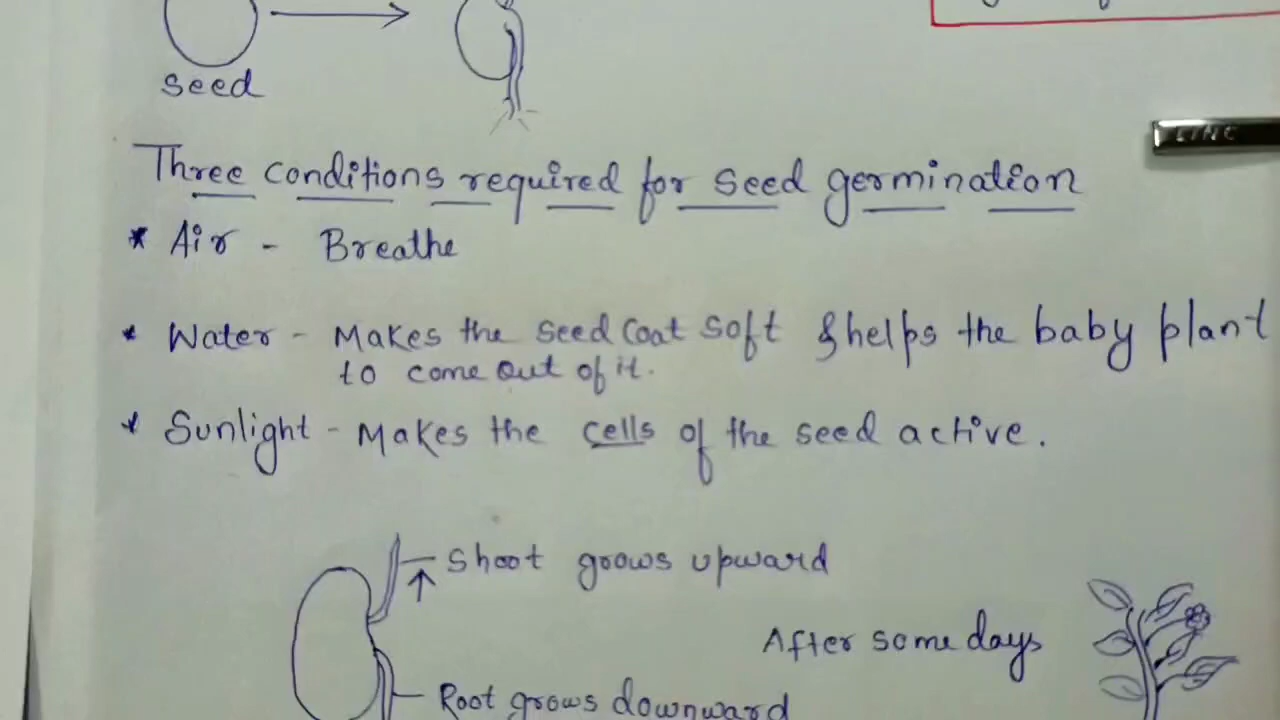 seed
LINC
Three conditions required for seed germination
* Air - Breathe
* Water - Makes the seed coat soft & helps the baby plant
to come out of it.
* Sunlight - Makes the cells of the seed active.
Shoot grows upward
After some days
Root grows downward